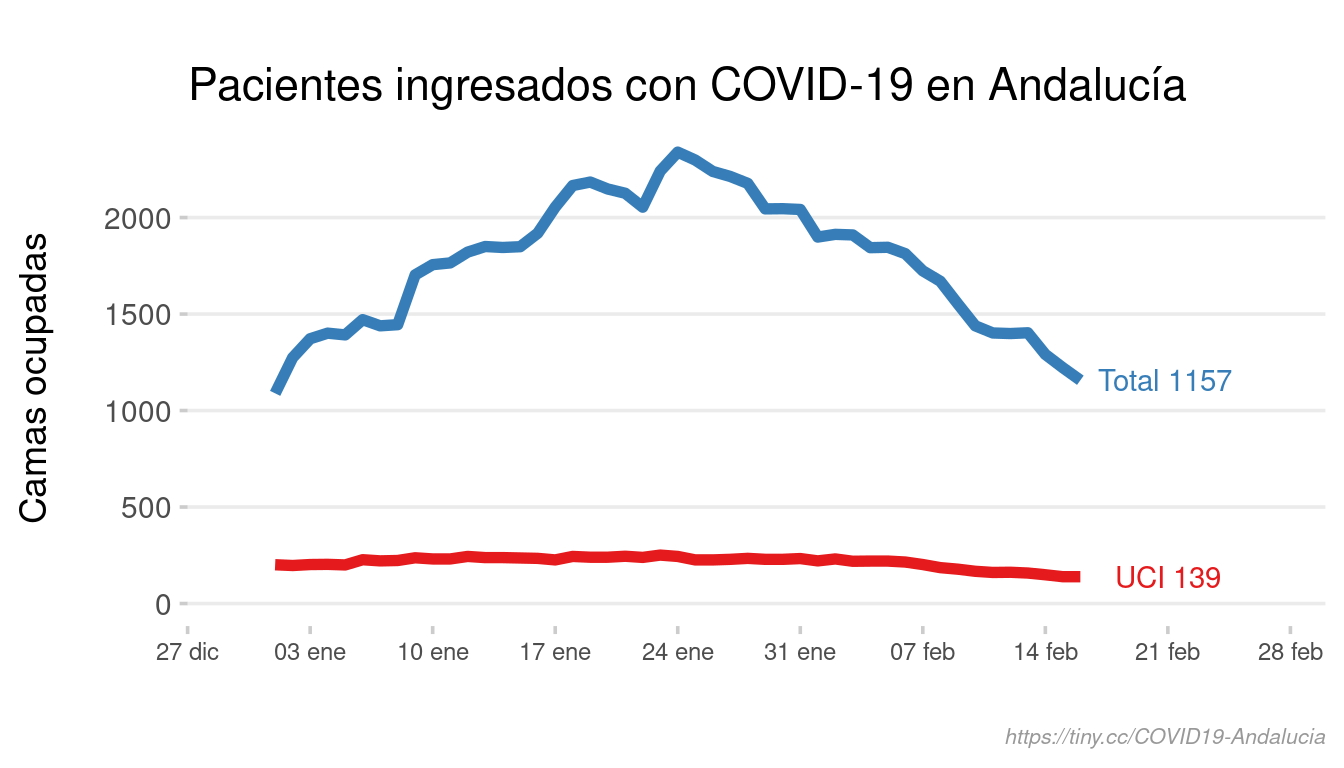 Pacientes ingresados con COVID-19 en Andalucía
Camas ocupadas
2000
1500
1000
500
0
Total 1157
UCI 139
27 dic
03 ene
10 ene
17 ene
24 ene
31 ene
07 feb
14 feb
21 feb
28 feb
https://tiny.cc/COVID19-Andalucia